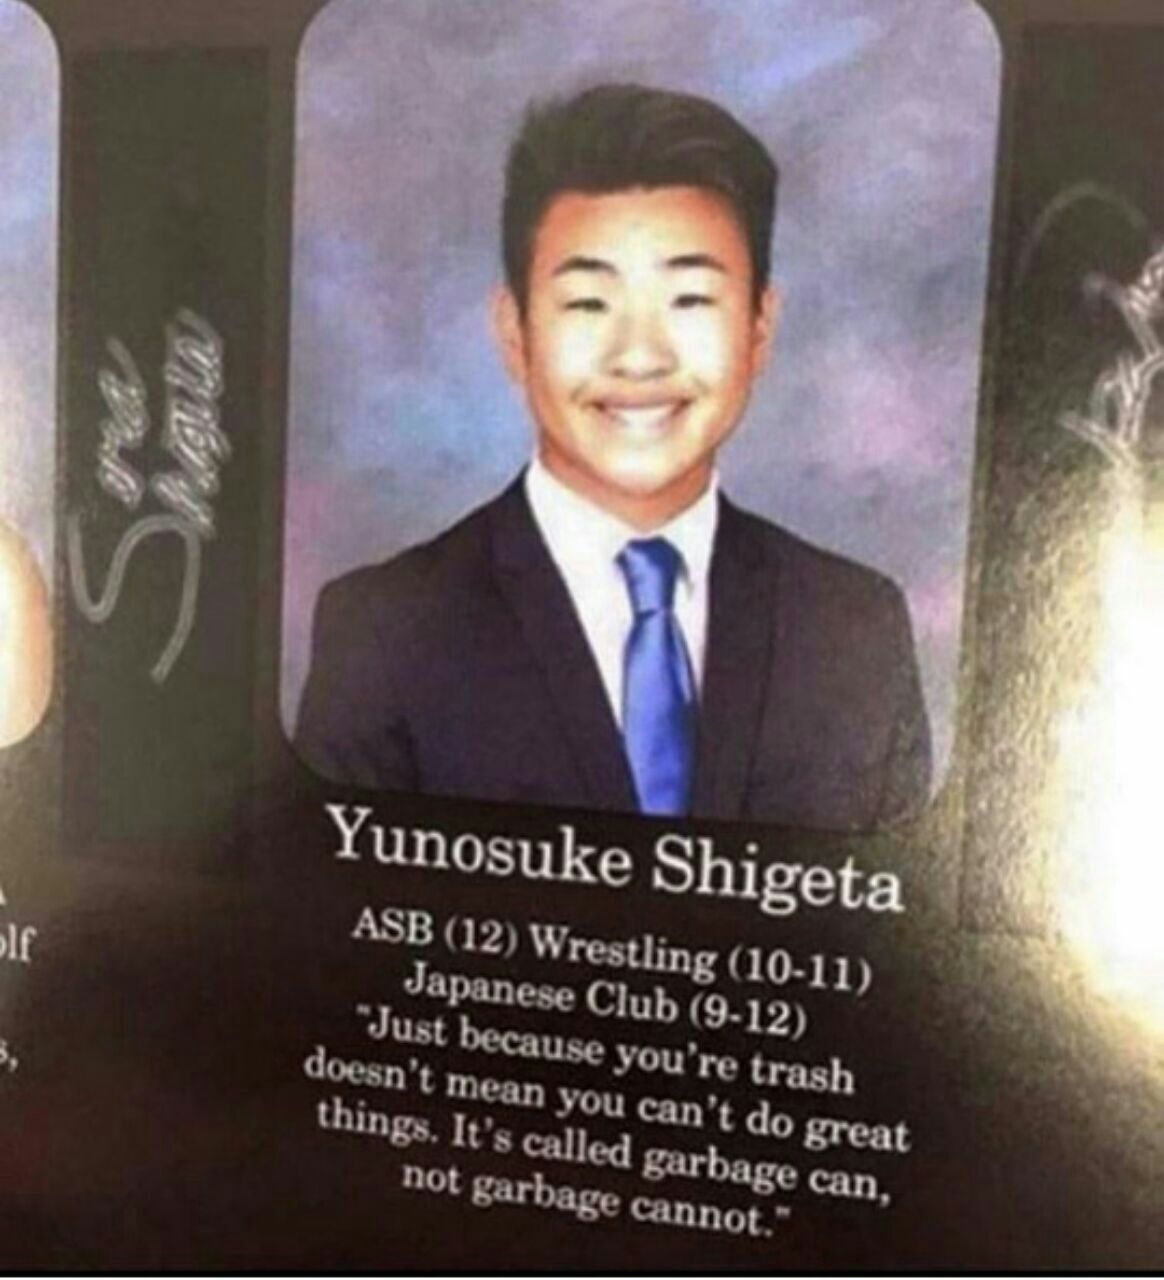 Yunosuke Shigeta
ASB (12) Wrestling (10-11)
Japanese Club (9-12)
"Just because you're trash
doesn't mean you can't do great
things. It's called garbage can,
not garbage cannot."
olf
s,